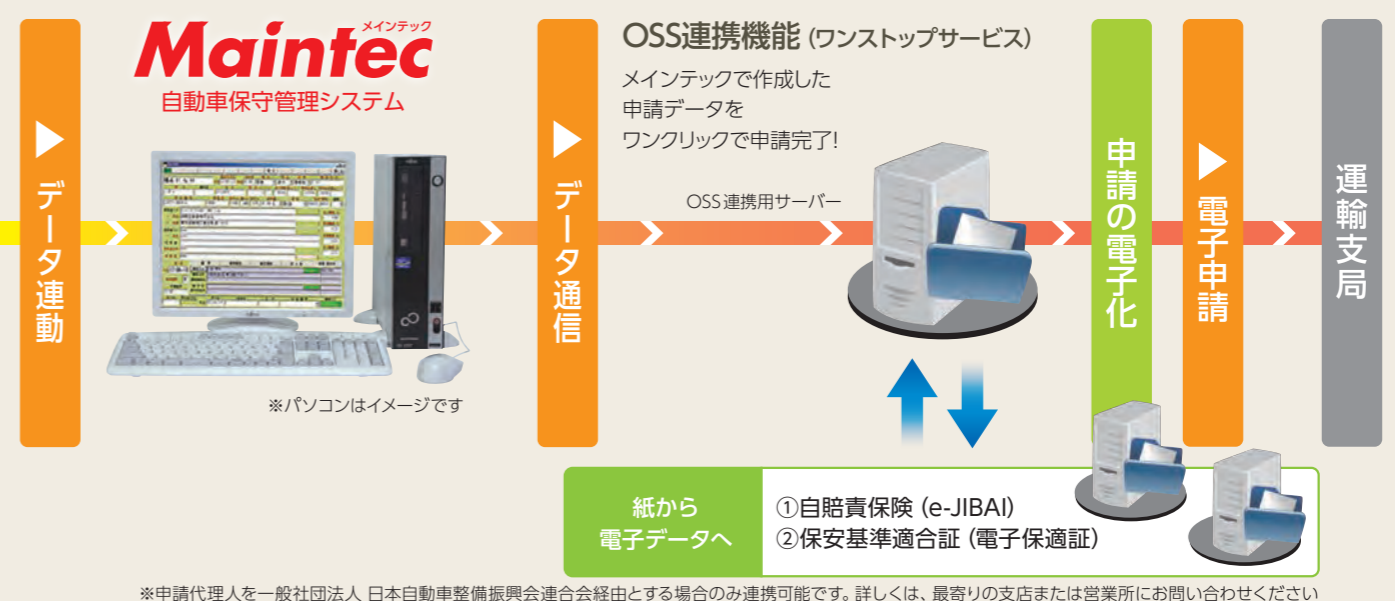 データ連動
メインテック
Maintec
自動車保守管理システム
※パソコンはイメージです
データ通信
OSS連携機能（ワンストップサービス）
メインテックで作成した
申請データを
ワンクリックで申請完了!
OSS連携用サーバー
申請の電子化
電子申請
運輸支局
紙から
電子データへ
①自賠責保険（e-JIBAI）
②保安基準適合証（電子保適証）
※申請代理人を一般社団法人 日本自動車整備振興会連合会経由とする場合のみ連携可能です。詳しくは、最寄りの支店または営業所にお問い合わせください